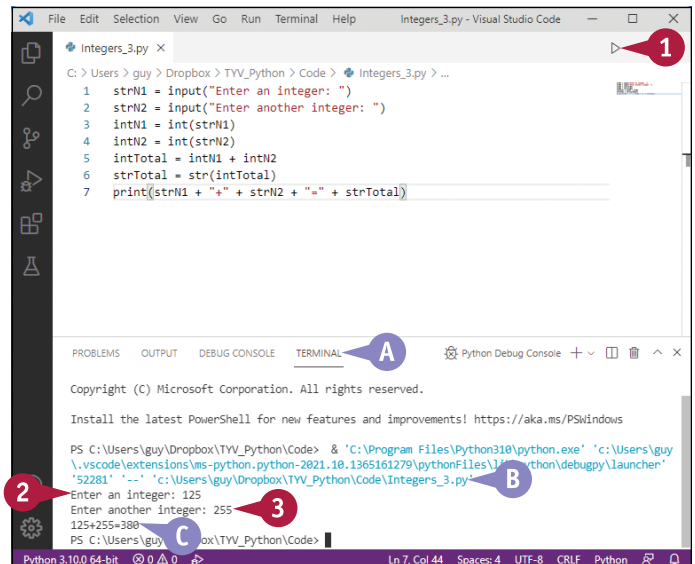 File Edit Selection View Go Run Terminal Help Integers_3.py - Visual Studio Code
Integers_3.py
1
C: > Users > guy > Dropbox > TYV_Python > Code > Integers_3.py > ...
1 strN1 = input("Enter an integer: ")
2 strN2 = input("Enter another integer: ")
3 intN1 = int(strN1)
4 intN2 = int(strN2)
5 intTotal = intN1 + intN2
6 strTotal = str(intTotal)
7 print(strN1 + "+" + strN2 + "=" + strTotal)
PROBLEMS OUTPUT DEBUG CONSOLE TERMINAL A Python Debug Console
Copyright (C) Microsoft Corporation. All rights reserved.
Install the latest PowerShell for new features and improvements! https://aka.ms/PSWindows
PS C:\Users\guy\Dropbox\TYV_Python\Code> & 'C:\Program Files\Python310\python.exe' 'c:\Users\guy
\.vscode\extensions\ms-python.python-2021.10.1365161279\pythonFiles\l python\debugpy\launcher'
'52281' '--' 'c:\Users\guy\Dropbox\TYV_Python\Code\Integers_3.py' B
2 Enter an integer: 125
Enter another integer: 255 3
125+255=380 C
PS C:\Users\guy \TYV_Python\Code>
Python 3.10.0 64-bit 0 0 Ln 7, Col 44 Spaces: 4 UTF-8 CRLF Python